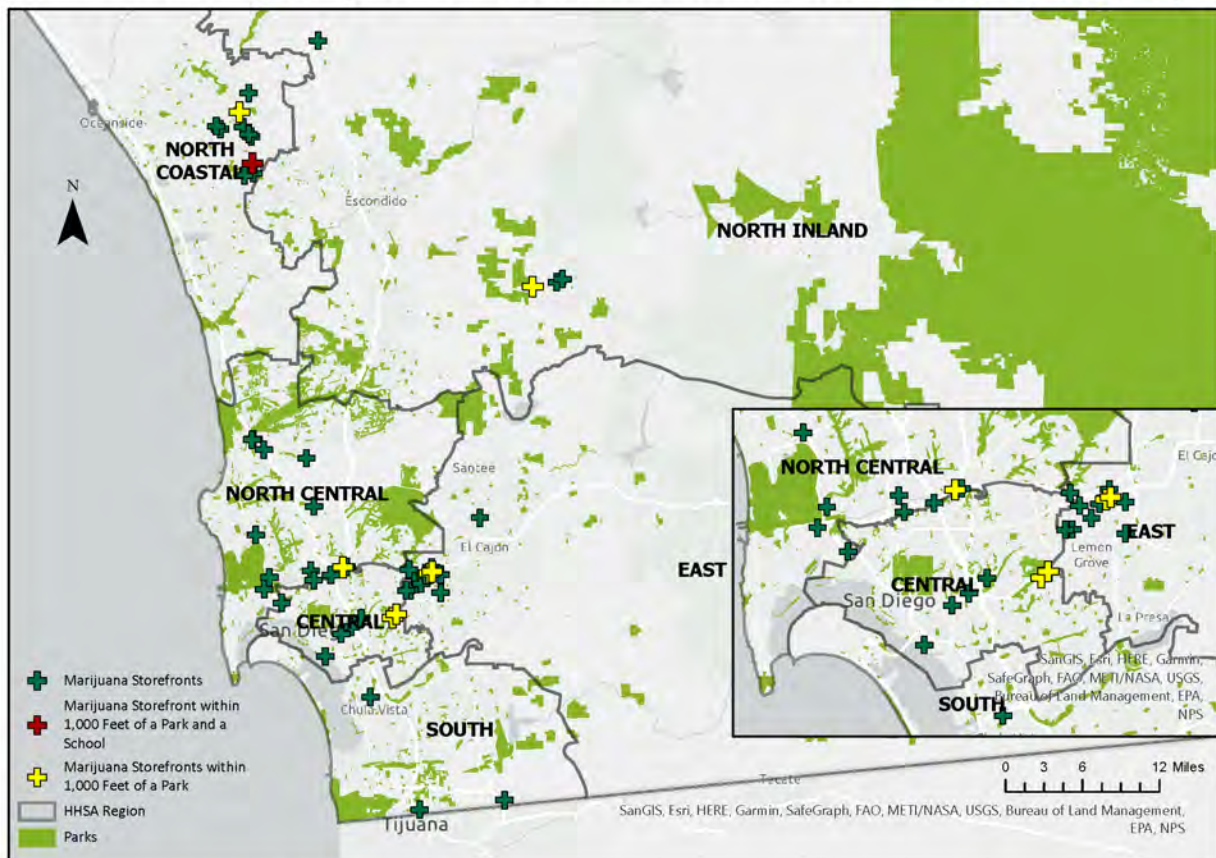 Oceanside
NORTH
COASTAL
N
Escondido
NORTH INLAND
Santee
NORTH CENTRAL
El Cajon
EAST
CENTRAL
San Diego
Chula Vista
SOUTH
Tecate
Tijuana
Marijuana Storefronts
Marijuana Storefront within
1,000 Feet of a Park and a
School
Marijuana Storefronts within
1,000 Feet of a Park
HHSA Region
Parks
NORTH CENTRAL
El Cajon
EAST
Lemon
Grove
CENTRAL
San Diego
La Presa
SanGIS, Esri, HERE, Garmin,
SafeGraph, FAO, METI/NASA, USGS,
Bureau of Land Management, EPA,
NPS
SOUTH
0 3 6 12 Miles
SanGIS, Esri, HERE, Garmin, SafeGraph, FAO, METI/NASA, USGS, Bureau of Land Management,
EPA, NPS